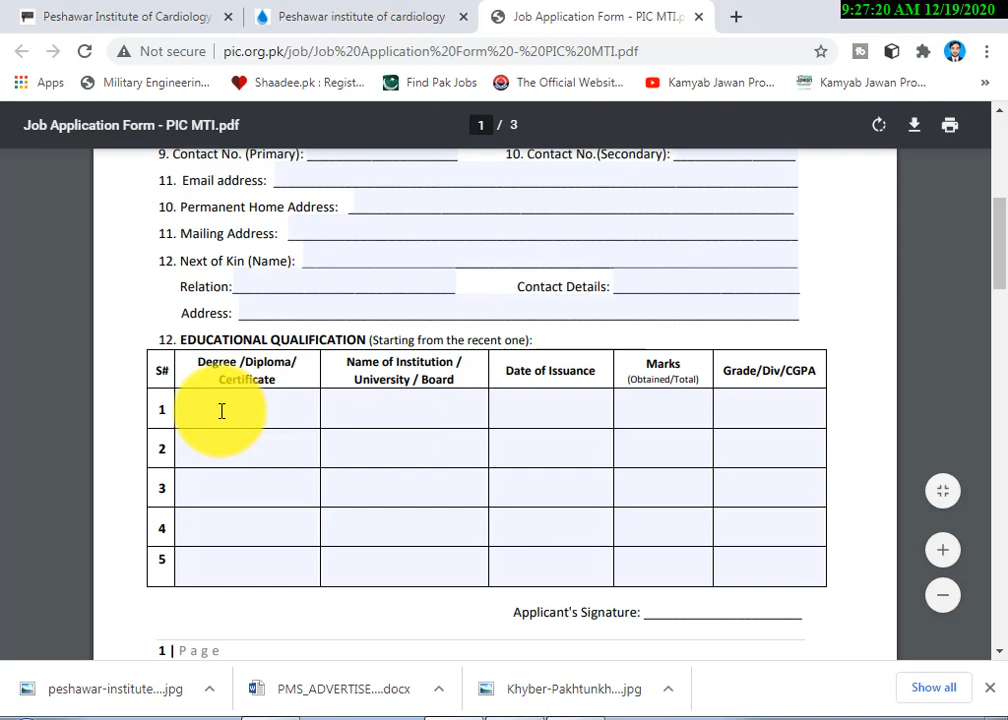 Peshawar Institute of Cardiology
Peshawar institute of cardiology
Job Application Form - PIC MTI.p
9:27:20 AM 12/19/2020
Not secure
pic.org.pk/job/Job%20Application%20Form%20-%20PIC%20MTI.pdf
Apps
Military Engineerin...
Shaadee.pk : Regist...
Find Pak Jobs
The Official Websit...
Kamyab Jawan Pro...
Kamyab Jawan Pro...
»
Job Application Form - PIC MTI.pdf
1 / 3
9. Contact No. (Primary):
10. Contact No.(Secondary):
11. Email address:
10. Permanent Home Address:
11. Mailing Address:
12. Next of Kin (Name):
Relation:
Contact Details:
Address:
12. EDUCATIONAL QUALIFICATION (Starting from the recent one):
S#
Degree /Diploma/
Certificate
Name of Institution /
University / Board
Date of Issuance
Marks
(Obtained/Total)
Grade/Div/CGPA
1
2
3
4
5
Applicant's Signature:
1 | Page
peshawar-institute....jpg
PMS_ADVERTISE....docx
Khyber-Pakhtunkh....jpg
Show all